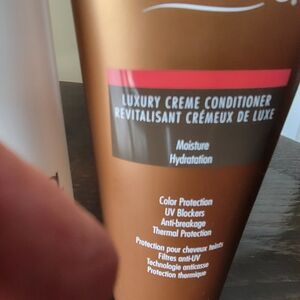 LUXURY CREME CONDITIONER
REVITALISANT CRÉMEUX DE LUXE
Moisture
Hydratation
Color Protection
UV Blockers
Anti-breakage
Thermal Protection
Protection pour cheveux teints
Filtres anti-UV
Technologie anticasse
Protection thermique